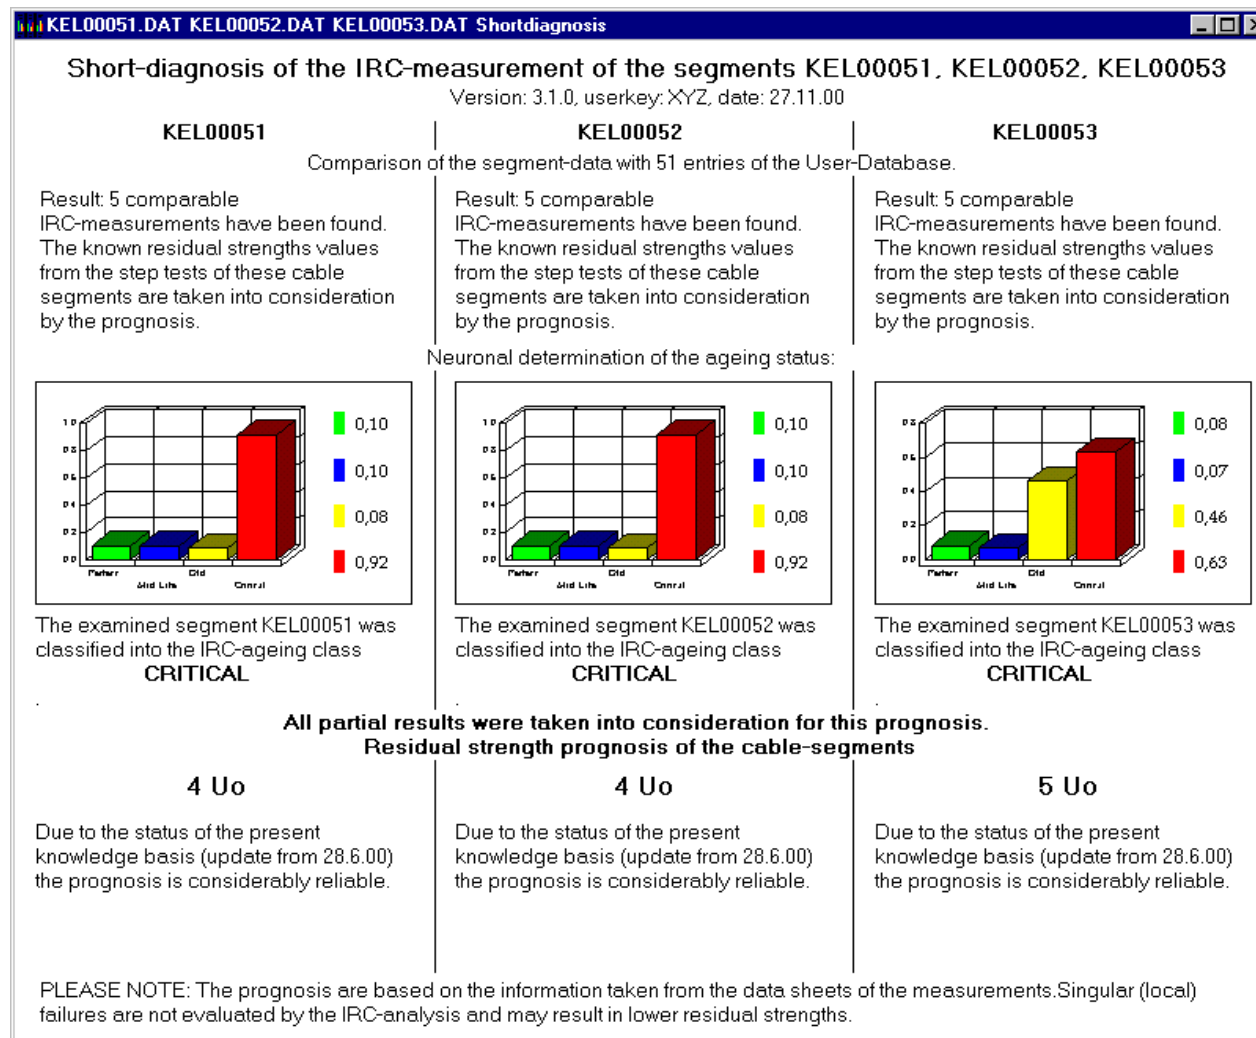 KEL00051.DAT KEL00052.DAT KEL00053.DAT Shortdiagnosis
Short-diagnosis of the IRC-measurement of the segments KEL00051, KEL00052, KEL00053
Version: 3.1.0, userkey: XYZ, date: 27.11.00
KEL00051
KEL00052
KEL00053
Comparison of the segment-data with 51 entries of the User-Database.
Result: 5 comparable
IRC-measurements have been found.
The known residual strengths values
from the step tests of these cable
segments are taken into consideration
by the prognosis.
Result: 5 comparable
IRC-measurements have been found.
The known residual strengths values
from the step tests of these cable
segments are taken into consideration
by the prognosis.
Result: 5 comparable
IRC-measurements have been found.
The known residual strengths values
from the step tests of these cable
segments are taken into consideration
by the prognosis.
Neuronal determination of the ageing status:
0,10
0,10
0,08
0,92
Mid Life
Old
0,10
0,10
0,08
0,92
Mid Life
Old
0,08
0,07
0,46
0,63
Mid Life
Old
The examined segment KEL00051 was
classified into the IRC-ageing class
CRITICAL
.
The examined segment KEL00052 was
classified into the IRC-ageing class
CRITICAL
.
The examined segment KEL00053 was
classified into the IRC-ageing class
CRITICAL
.
All partial results were taken into consideration for this prognosis.
Residual strength prognosis of the cable-segments
4 Uo
4 Uo
5 Uo
Due to the status of the present
knowledge basis (update from 28.6.00)
the prognosis is considerably reliable.
Due to the status of the present
knowledge basis (update from 28.6.00)
the prognosis is considerably reliable.
Due to the status of the present
knowledge basis (update from 28.6.00)
the prognosis is considerably reliable.
PLEASE NOTE: The prognosis are based on the information taken from the data sheets of the measurements.Singular (local)
failures are not evaluated by the IRC-analysis and may result in lower residual strengths.